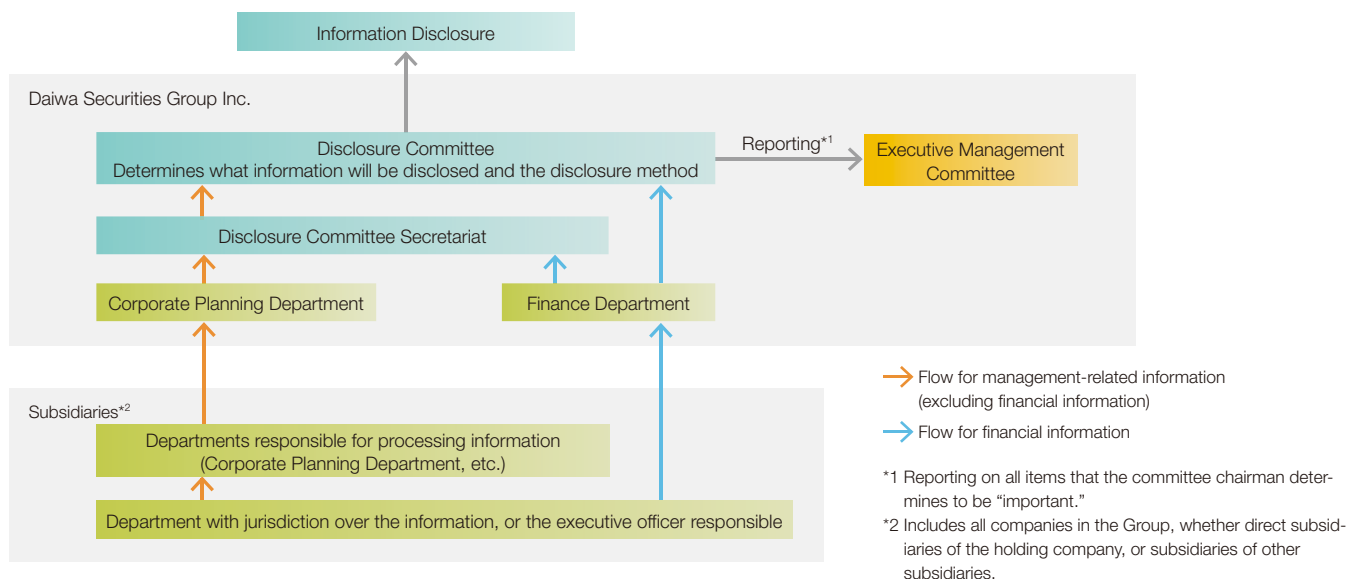 Information Disclosure
Daiwa Securities Group Inc.
Disclosure Committee
Determines what information will be disclosed and the disclosure method
Reporting*1
Executive Management
Committee
Disclosure Committee Secretariat
Corporate Planning Department
Finance Department
Subsidiaries*2
Departments responsible for processing information
(Corporate Planning Department, etc.)
Department with jurisdiction over the information, or the executive officer responsible
Flow for management-related information
(excluding financial information)
Flow for financial information
*1 Reporting on all items that the committee chairman deter-
mines to be “important.”
*2 Includes all companies in the Group, whether direct subsid-
iaries of the holding company, or subsidiaries of other
subsidiaries.